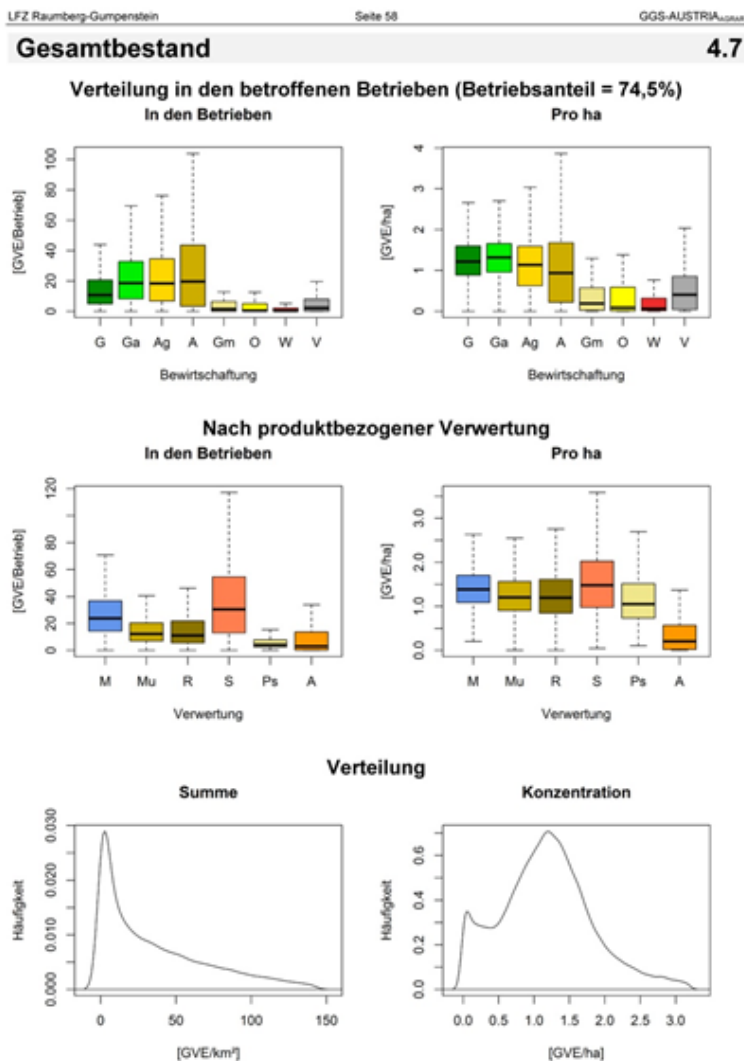 LFZ Raumberg-Gumpenstein Seite 58 GGS-AUSTRIA
Gesamtbestand 4.7
Verteilung in den betroffenen Betrieben (Betriebsanteil = 74,5%)
In den Betrieben Pro ha
[GVE/Betrieb] 0 20 40 60 80 100
[GVE/ha] 0 1 2 3 4
G Ga Ag A Gm O W V G Ga Ag A Gm O W V
Bewirtschaftung Bewirtschaftung
Nach produktbezogener Verwertung
In den Betrieben Pro ha
[GVE/Betrieb] 0 20 40 60 80 120
[GVE/ha] 0.0 1.0 2.0 3.0
M Mu R S Ps A M Mu R S Ps A
Verwertung Verwertung
Verteilung
Summe Konzentration
Häufigkeit 0.000 0.010 0.020 0.030
Häufigkeit 0.0 0.2 0.4 0.6
0 50 100 150 0.0 0.5 1.0 1.5 2.0 2.5 3.0
[GVE/km²] [GVE/ha]